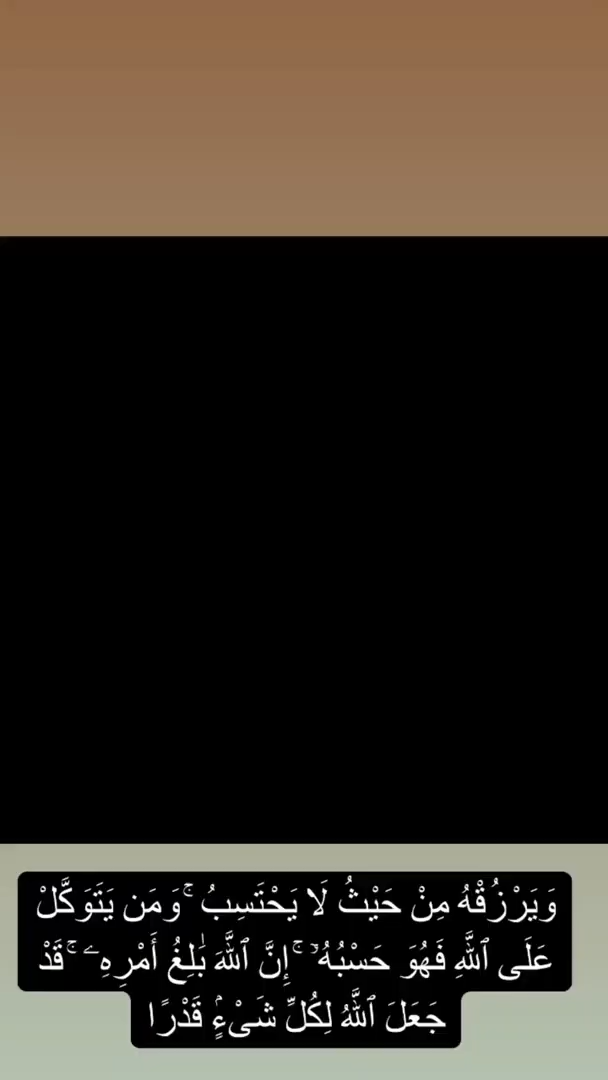 وَيَرْزُقْهُ مِنْ حَيْثُ لَا يَحْتَسِبُ ۚ وَمَن يَتَوَكَّلْ
عَلَى ٱللَّهِ فَهُوَ حَسْبُهُۥٓ ۚ إِنَّ ٱللَّهَ بَٰلِغُ أَمْرِهِۦ ۚ قَدْ
جَعَلَ ٱللَّهُ لِكُلِّ شَىْءٍۢ قَدْرًا